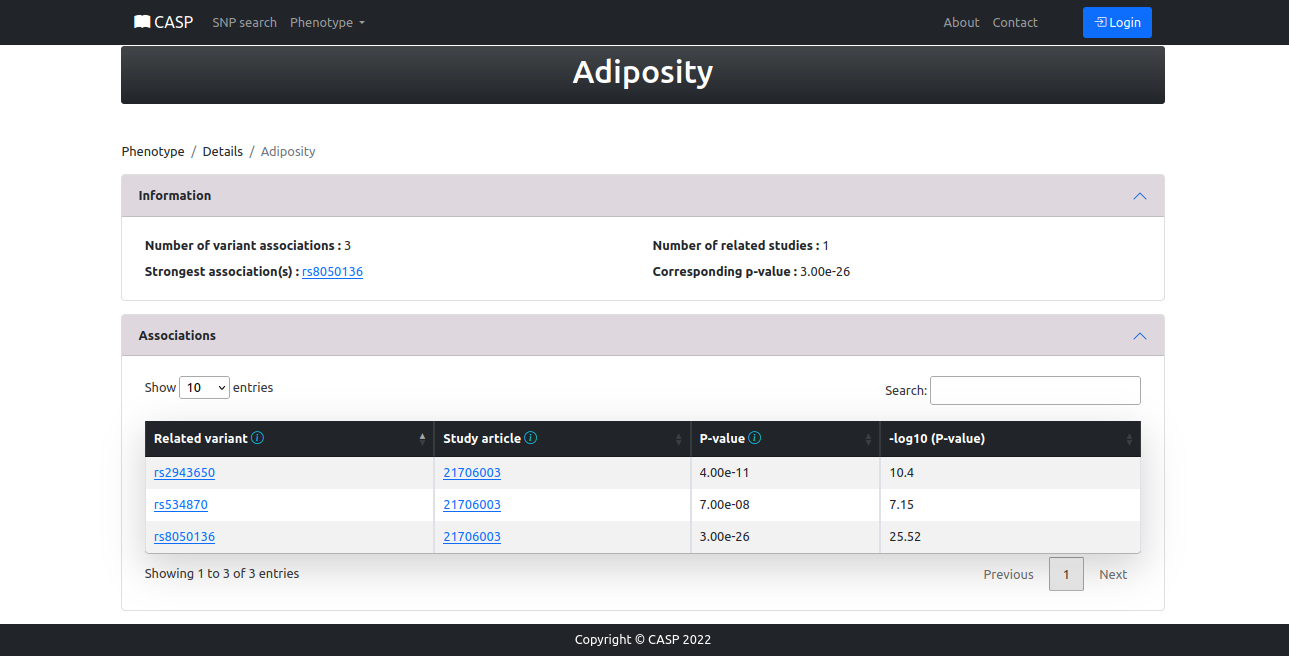 CASP SNP search Phenotype About Contact Login
Adiposity
Phenotype / Details / Adiposity
Information
Number of variant associations : 3 Number of related studies : 1
Strongest association(s) : rs8050136 Corresponding p-value : 3.00e-26
Associations
Show 10 entries Search:
Related variant Study article P-value -log10 (P-value)
rs2943650 21706003 4.00e-11 10.4
rs534870 21706003 7.00e-08 7.15
rs8050136 21706003 3.00e-26 25.52
Showing 1 to 3 of 3 entries Previous 1 Next
Copyright © CASP 2022